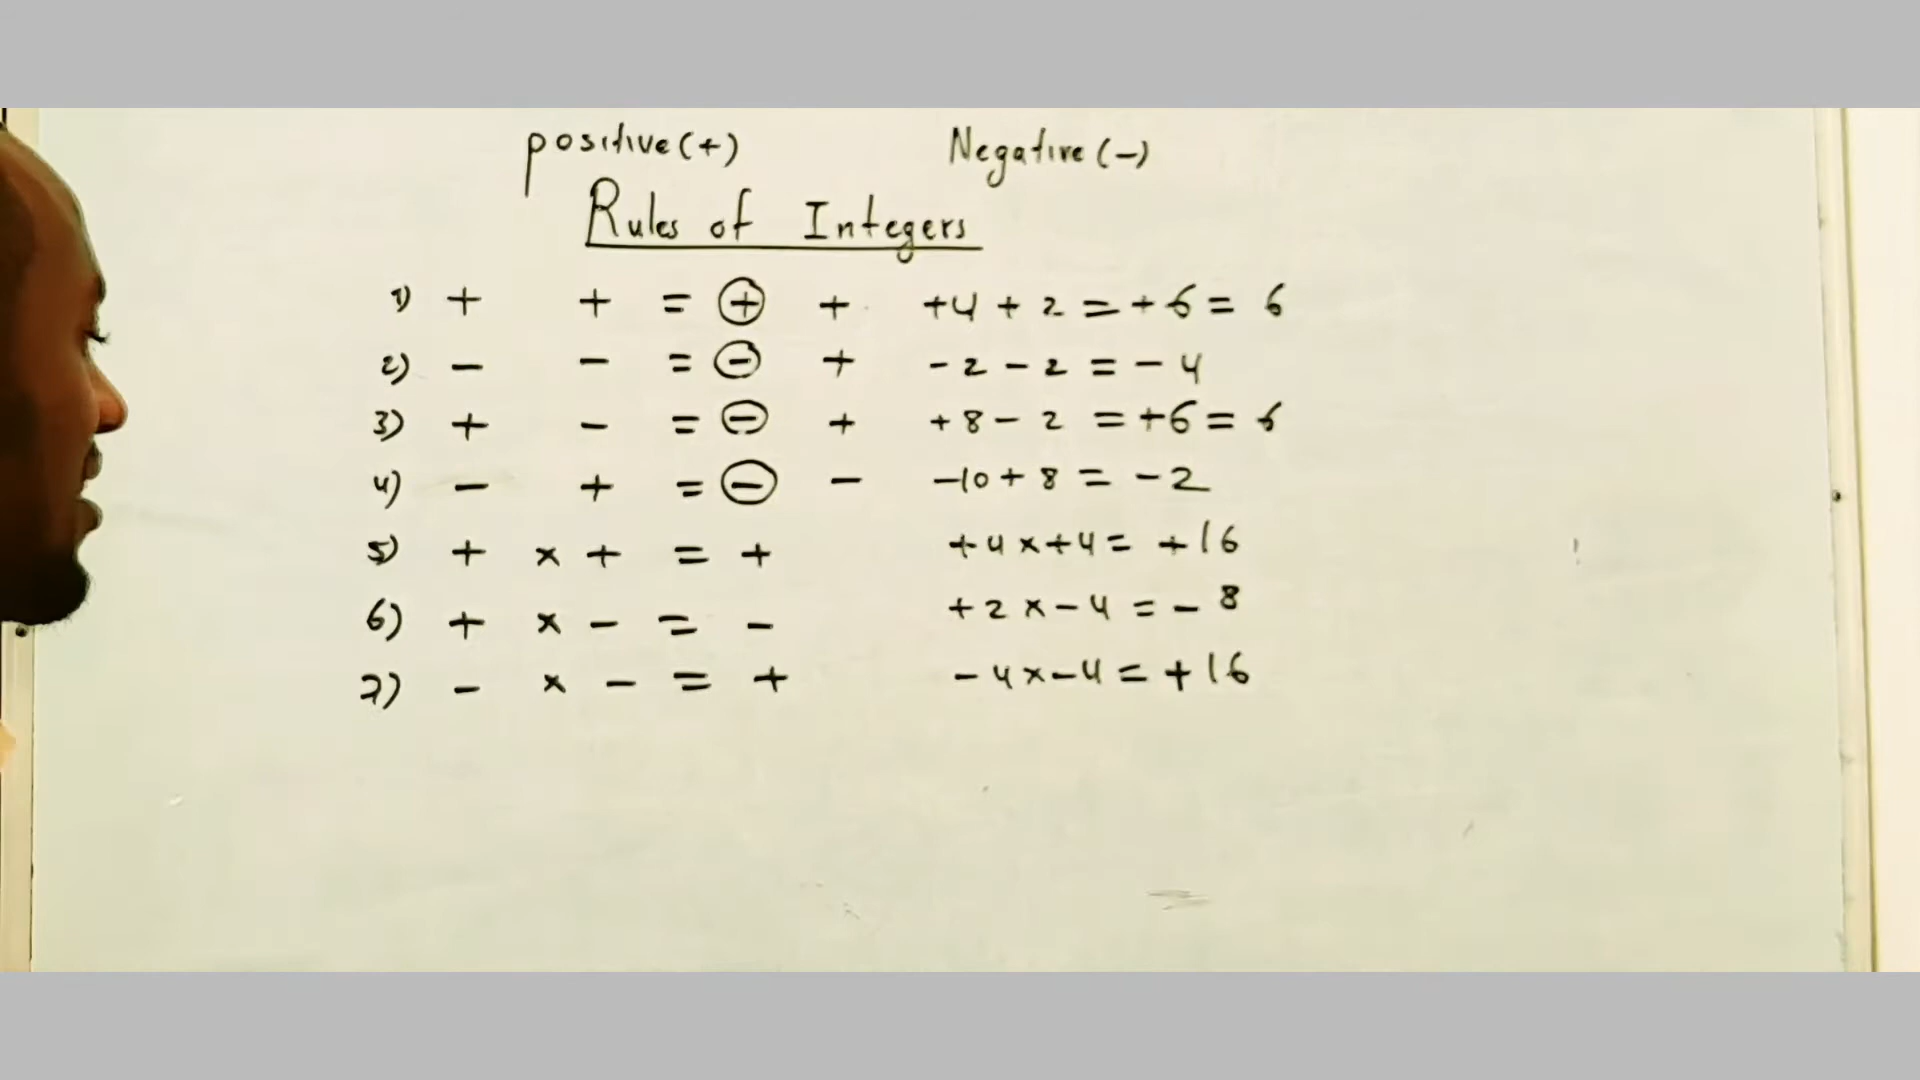 positive (+) Negative (-)
Rules of Integers
1) + + = + + +4 + 2 = +6 = 6
2) - - = - + -2 - 2 = -4
3) + - = - + +8 - 2 = +6 = 6
4) - + = - - -10 + 8 = -2
5) + x + = + +4 x +4 = +16
6) + x - = - +2 x -4 = -8
7) - x - = + -4 x -4 = +16